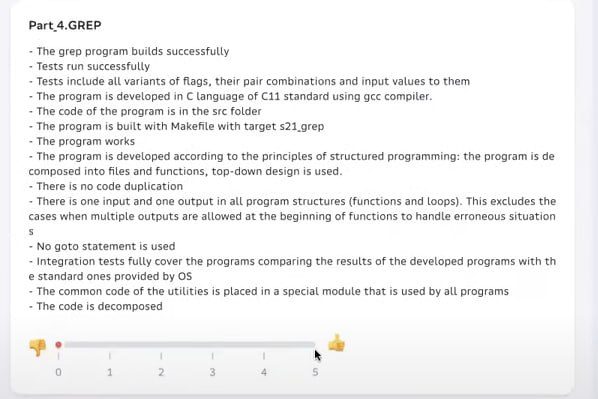 Part_4.GREP
- The grep program builds successfully
- Tests run successfully
- Tests include all variants of flags, their pair combinations and input values to them
- The program is developed in C language of C11 standard using gcc compiler.
- The code of the program is in the src folder
- The program is built with Makefile with target s21_grep
- The program works
- The program is developed according to the principles of structured programming: the program is de
composed into files and functions, top-down design is used.
- There is no code duplication
- There is one input and one output in all program structures (functions and loops). This excludes the
cases when multiple outputs are allowed at the beginning of functions to handle erroneous situation
s
- No goto statement is used
- Integration tests fully cover the programs comparing the results of the developed programs with th
e standard ones provided by OS
- The common code of the utilities is placed in a special module that is used by all programs
- The code is decomposed
0 1 2 3 4 5